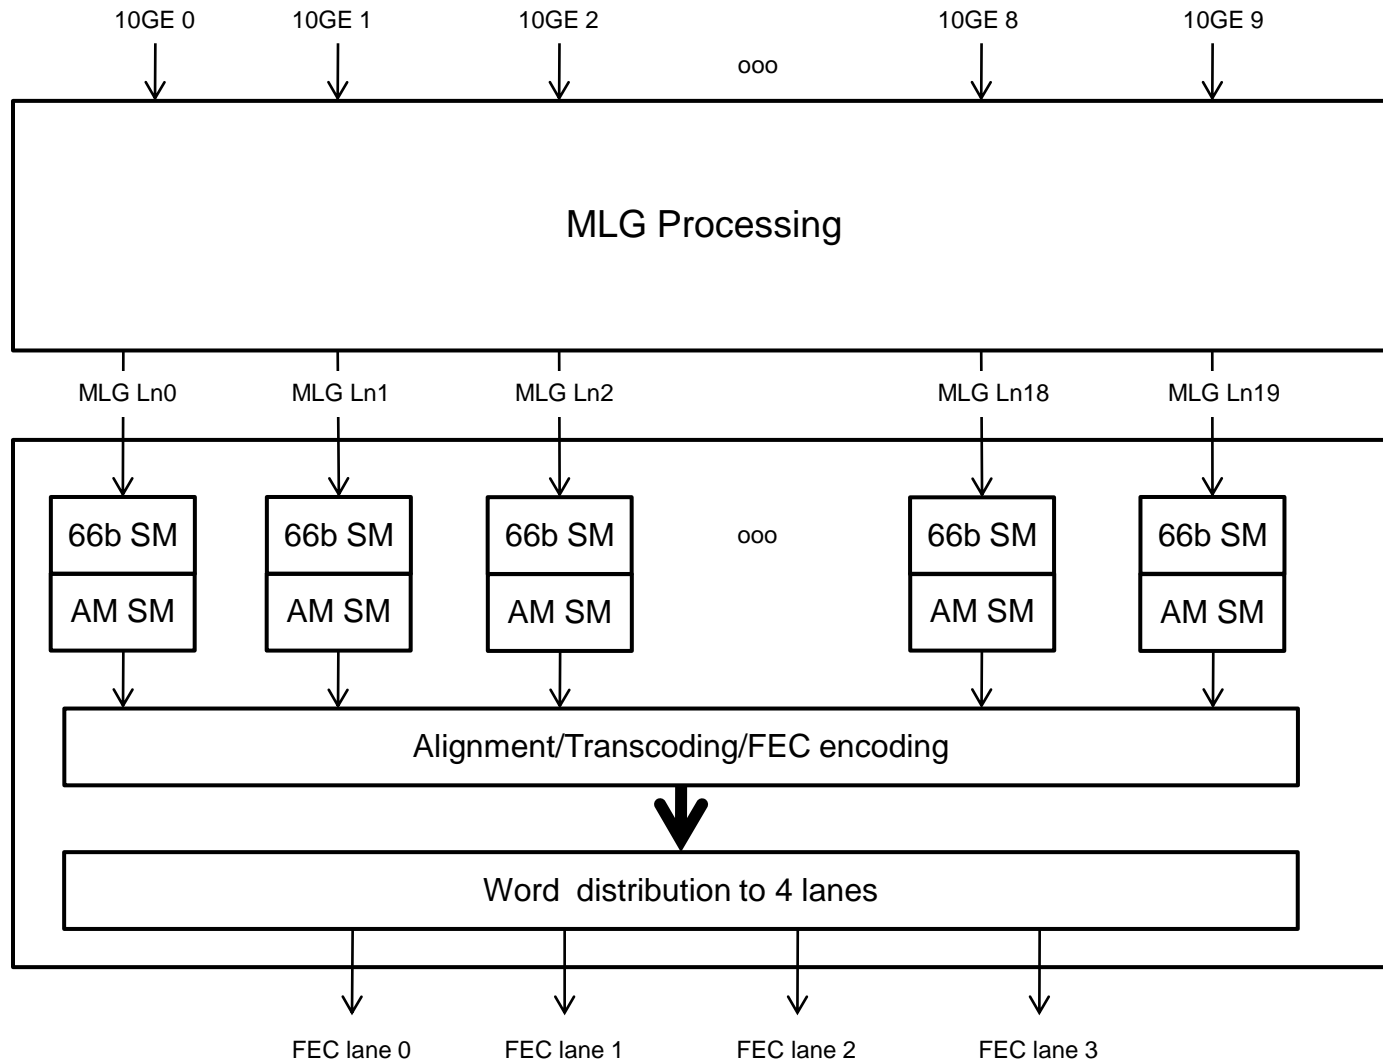 10GE 0 10GE 1 10GE 2 10GE 8 10GE 9
ooo
MLG Processing
MLG Ln0 MLG Ln1 MLG Ln2 MLG Ln18 MLG Ln19
66b SM 66b SM 66b SM ooo 66b SM 66b SM
AM SM AM SM AM SM AM SM AM SM
Alignment/Transcoding/FEC encoding
Word distribution to 4 lanes
FEC lane 0 FEC lane 1 FEC lane 2 FEC lane 3